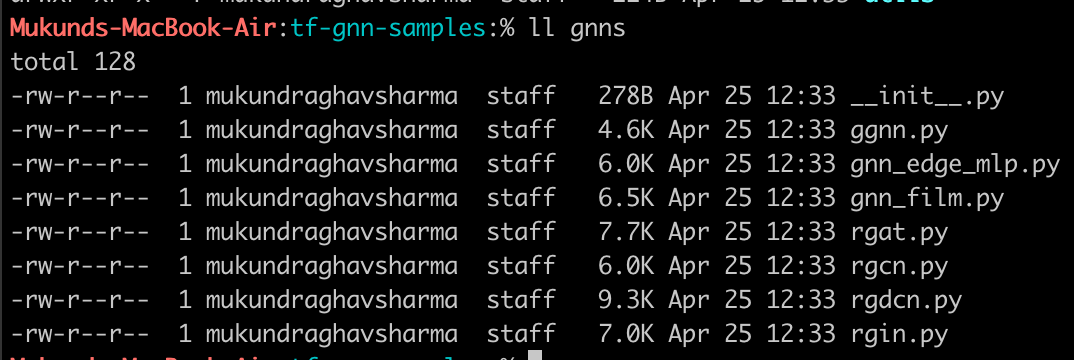 Mukunds-MacBook-Air:tf-gnn-samples:% ll gnns
total 128
-rw-r--r--  1 mukundraghavsharma  staff   278B Apr 25 12:33 __init__.py
-rw-r--r--  1 mukundraghavsharma  staff   4.6K Apr 25 12:33 ggnn.py
-rw-r--r--  1 mukundraghavsharma  staff   6.0K Apr 25 12:33 gnn_edge_mlp.py
-rw-r--r--  1 mukundraghavsharma  staff   6.5K Apr 25 12:33 gnn_film.py
-rw-r--r--  1 mukundraghavsharma  staff   7.7K Apr 25 12:33 rgat.py
-rw-r--r--  1 mukundraghavsharma  staff   6.0K Apr 25 12:33 rgcn.py
-rw-r--r--  1 mukundraghavsharma  staff   9.3K Apr 25 12:33 rgdcn.py
-rw-r--r--  1 mukundraghavsharma  staff   7.0K Apr 25 12:33 rgin.py